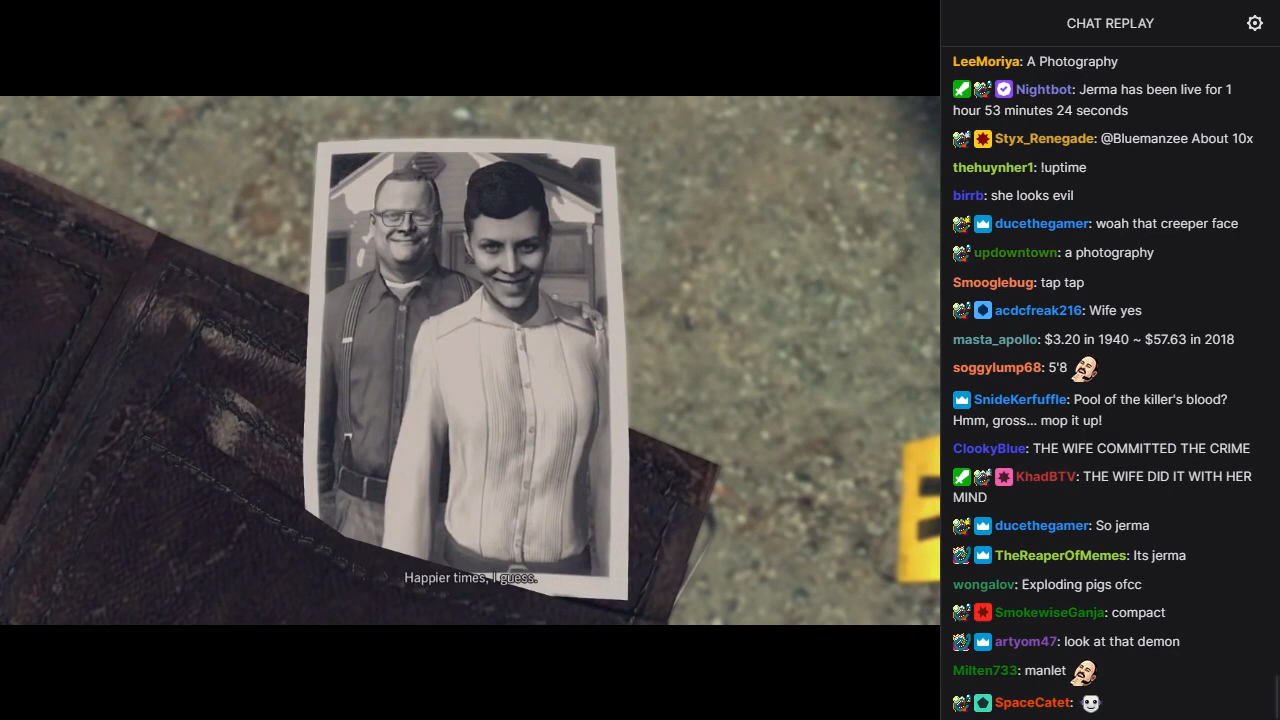 CHAT REPLAY
LeeMoriya: A Photography
Nightbot: Jerma has been live for 1
hour 53 minutes 24 seconds
Styx_Renegade: @Bluemanzee About 10x
thehuynher1: !uptime
birrb: she looks evil
ducethegamer: woah that creeper face
updowntown: a photography
Smooglebug: tap tap
acdcfreak216: Wife yes
masta_apollo: $3.20 in 1940 ~ $57.63 in 2018
soggylump68: 5'8
SnideKerfuffle: Pool of the killer's blood?
Hmm, gross... mop it up!
ClookyBlue: THE WIFE COMMITTED THE CRIME
KhadBTV: THE WIFE DID IT WITH HER
MIND
ducethegamer: So jerma
TheReaperOfMemes: Its jerma
wongalov: Exploding pigs ofcc
SmokewiseGanja: compact
artyom47: look at that demon
Milten733: manlet
SpaceCatet:
Happier times, I guess.